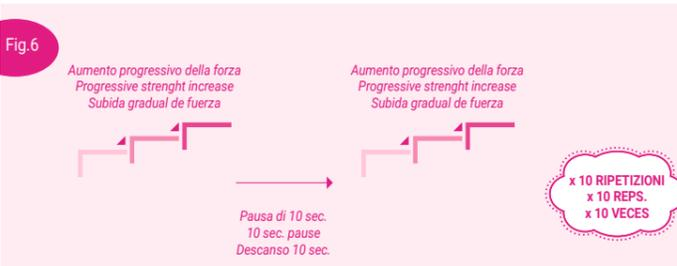 Fig.6
Aumento progressivo della forza
Progressive strenght increase
Subida gradual de fuerza
Aumento progressivo della forza
Progressive strenght increase
Subida gradual de fuerza
Pausa di 10 sec.
10 sec. pause
Descanso 10 sec.
x 10 RIPETIZIONI
x 10 REPS.
x 10 VECES